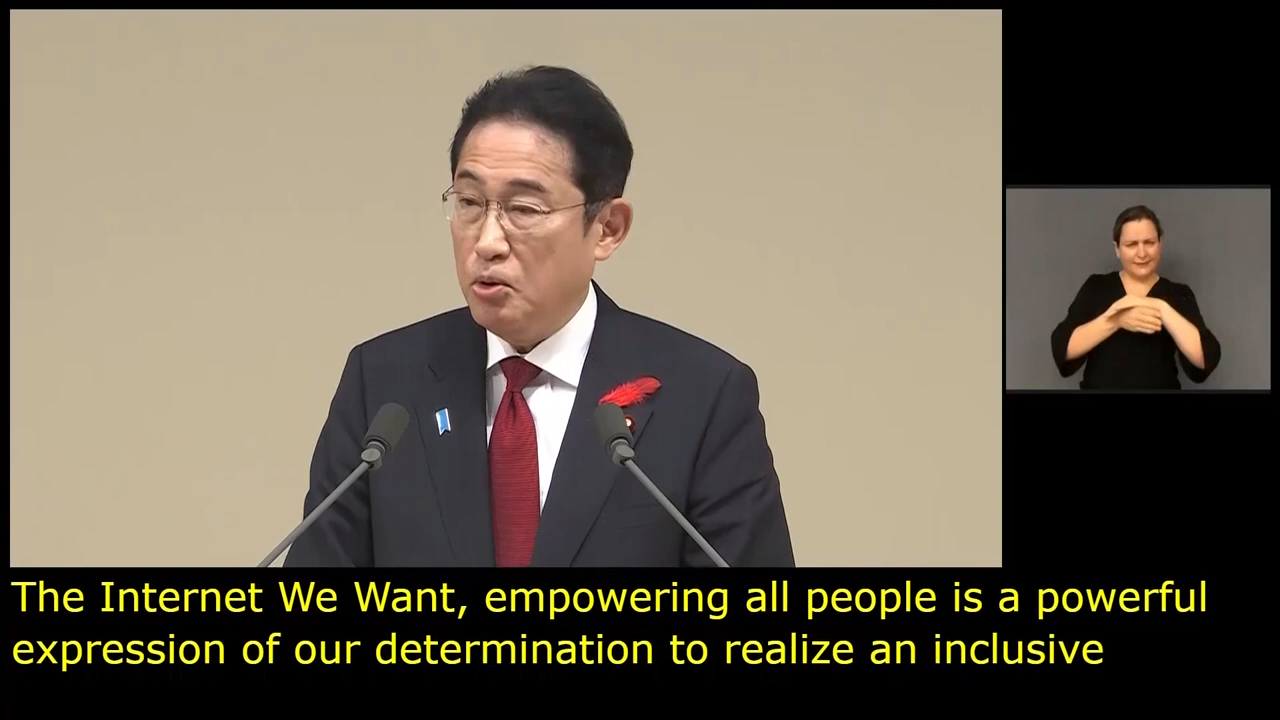 The Internet We Want, empowering all people is a powerful
expression of our determination to realize an inclusive